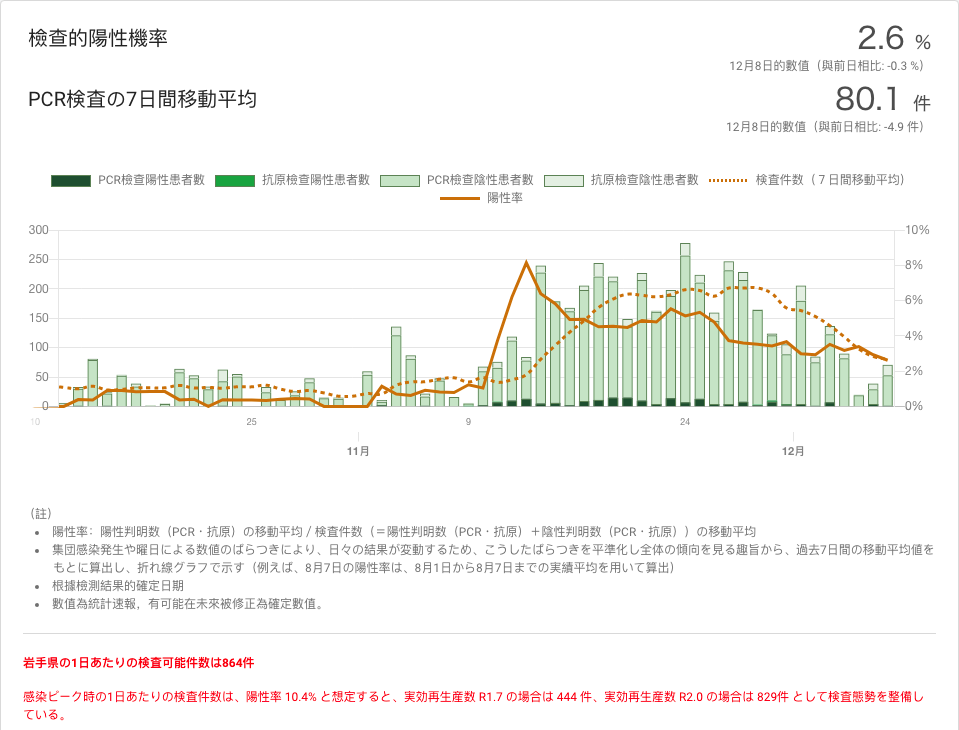 檢查的陽性機率
2.6 %
12月8日的數值（與前日相比: -0.3 %）
PCR検査の7日間移動平均
80.1 件
12月8日的數值（與前日相比: -4.9 件）
PCR檢查陽性患者數 抗原檢查陽性患者數 PCR檢查陰性患者數 抗原檢查陰性患者數 検査件数（７日間移動平均）
陽性率
300 10%
250 8%
200 6%
150 4%
100 2%
50 0%
0
10 25 9 24
11月 12月
（註）
• 陽性率：陽性判明数（PCR・抗原）の移動平均 / 検査件数（＝陽性判明数（PCR・抗原）＋陰性判明数（PCR・抗原））の移動平均
• 集団感染発生や曜日による数値のばらつきにより、日々の結果が変動するため、こうしたばらつきを平準化し全体の傾向を見る趣旨から、過去7日間の移動平均値を
もとに算出し、折れ線グラフで示す（例えば、8月7日の陽性率は、8月1日から8月7日までの実績平均を用いて算出）
• 根據檢測結果的確定日期
• 數值為統計速報，有可能在未來被修正為確定數值。
岩手県の1日あたりの検査可能件数は864件
感染ピーク時の1日あたりの検査件数は、陽性率 10.4% と想定すると、実効再生産数 R1.7 の場合は 444 件、実効再生産数 R2.0 の場合は 829件 として検査態勢を整備し
ている。